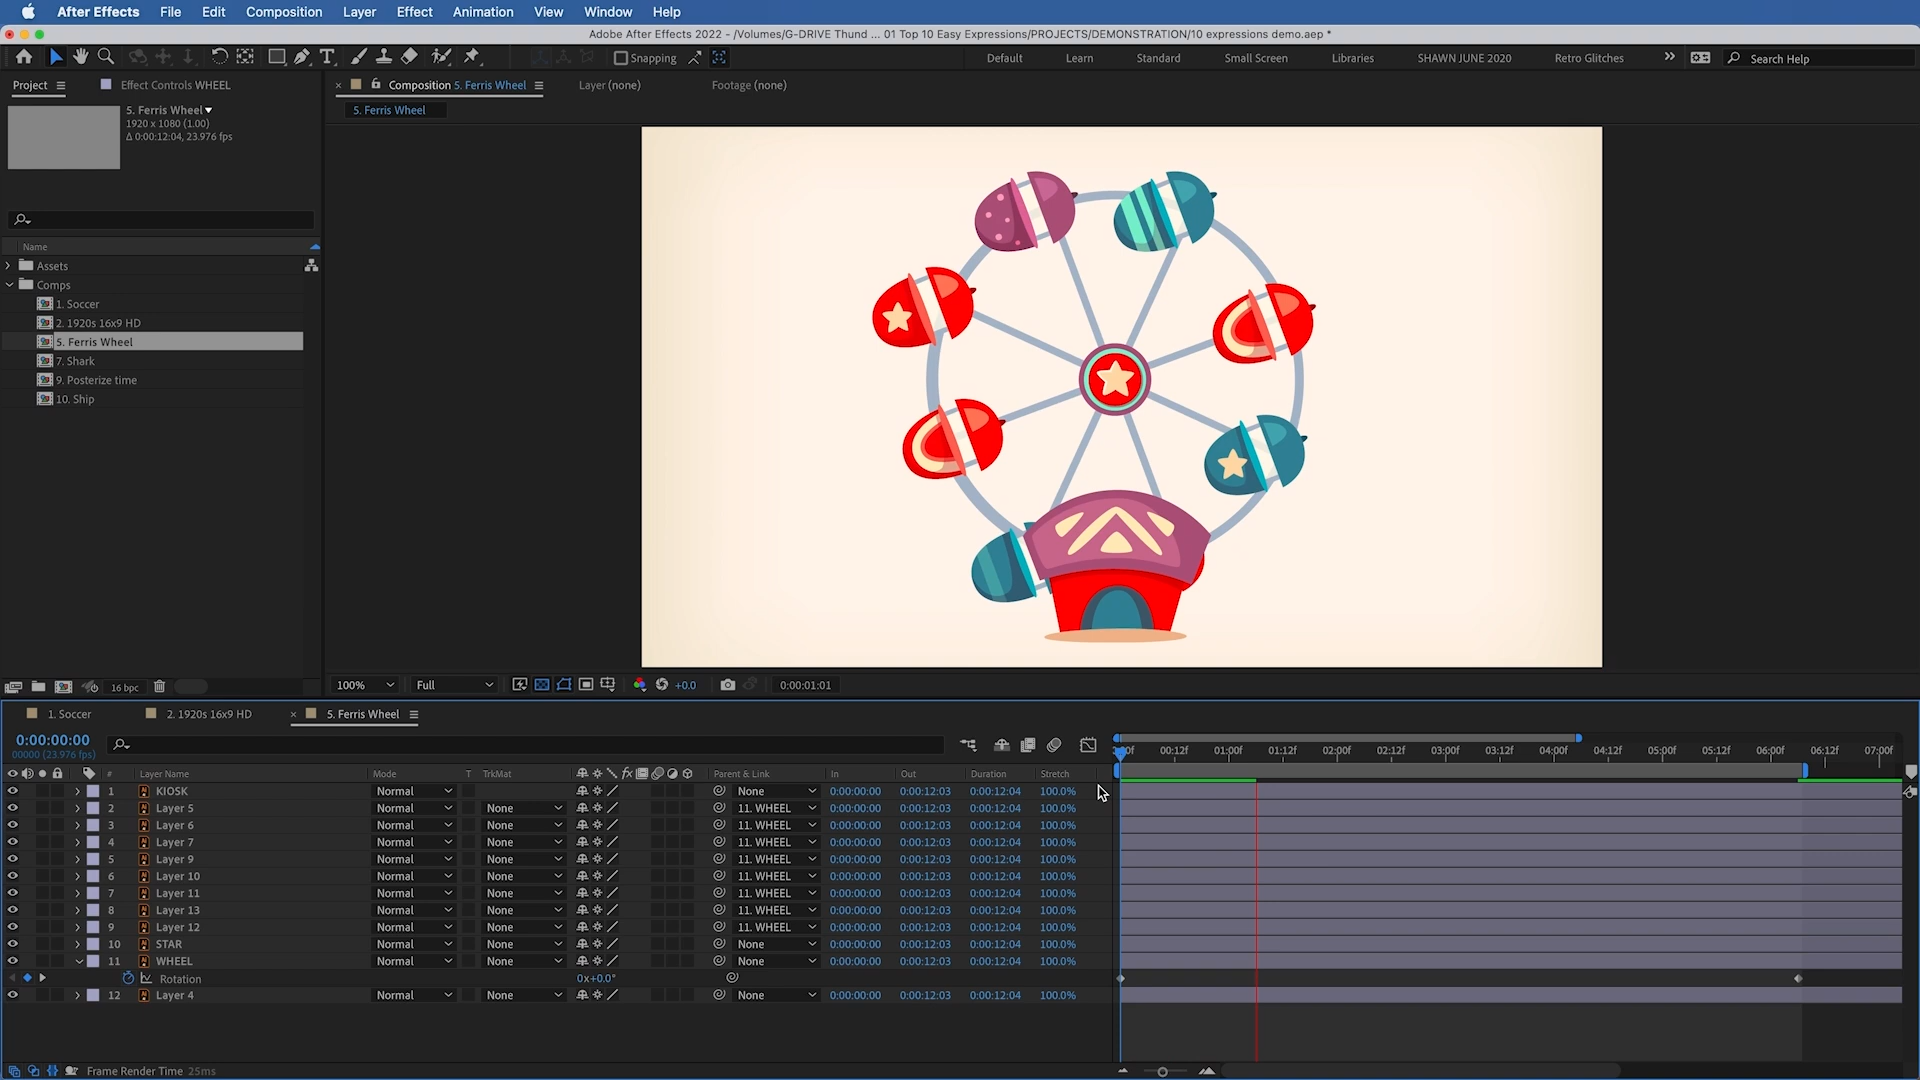 After Effects File Edit Composition Layer Effect Animation View Window Help
Adobe After Effects 2022 - /Volumes/G-DRIVE Thund ... 01 Top 10 Easy Expressions/PROJECTS/DEMONSTRATION/10 expressions demo.aep *
Snapping Default Learn Standard Small Screen Libraries SHAWN JUNE 2020 Retro Glitches Search Help
Project Effect Controls WHEEL
Composition 5. Ferris Wheel Layer (none) Footage (none)
5. Ferris Wheel
5. Ferris Wheel
1920 x 1080 (1.00)
Δ 0:00:12:04, 23.976 fps
Name
Assets
Comps
1. Soccer
2. 1920s 16x9 HD
5. Ferris Wheel
7. Shark
9. Posterize time
10. Ship
16 bpc
100% Full +0.0 0:00:01:01
1. Soccer 2. 1920s 16x9 HD 5. Ferris Wheel
0:00:00:00
00000 (23.976 fps)
00:12f 01:00f 01:12f 02:00f 02:12f 03:00f 03:12f 04:00f 04:12f 05:00f 05:12f 06:00f 06:12f 07:00f
# Layer Name Mode T TrkMat fx Parent & Link In Out Duration Stretch
1 KIOSK Normal None 0:00:00:00 0:00:12:03 0:00:12:04 100.0%
2 Layer 5 Normal None 11. WHEEL 0:00:00:00 0:00:12:03 0:00:12:04 100.0%
3 Layer 6 Normal None 11. WHEEL 0:00:00:00 0:00:12:03 0:00:12:04 100.0%
4 Layer 7 Normal None 11. WHEEL 0:00:00:00 0:00:12:03 0:00:12:04 100.0%
5 Layer 9 Normal None 11. WHEEL 0:00:00:00 0:00:12:03 0:00:12:04 100.0%
6 Layer 10 Normal None 11. WHEEL 0:00:00:00 0:00:12:03 0:00:12:04 100.0%
7 Layer 11 Normal None 11. WHEEL 0:00:00:00 0:00:12:03 0:00:12:04 100.0%
8 Layer 13 Normal None 11. WHEEL 0:00:00:00 0:00:12:03 0:00:12:04 100.0%
9 Layer 12 Normal None 11. WHEEL 0:00:00:00 0:00:12:03 0:00:12:04 100.0%
10 STAR Normal None None 0:00:00:00 0:00:12:03 0:00:12:04 100.0%
11 WHEEL Normal None None 0:00:00:00 0:00:12:03 0:00:12:04 100.0%
Rotation 0x+0.0°
12 Layer 4 Normal None None 0:00:00:00 0:00:12:03 0:00:12:04 100.0%
Frame Render Time 25ms